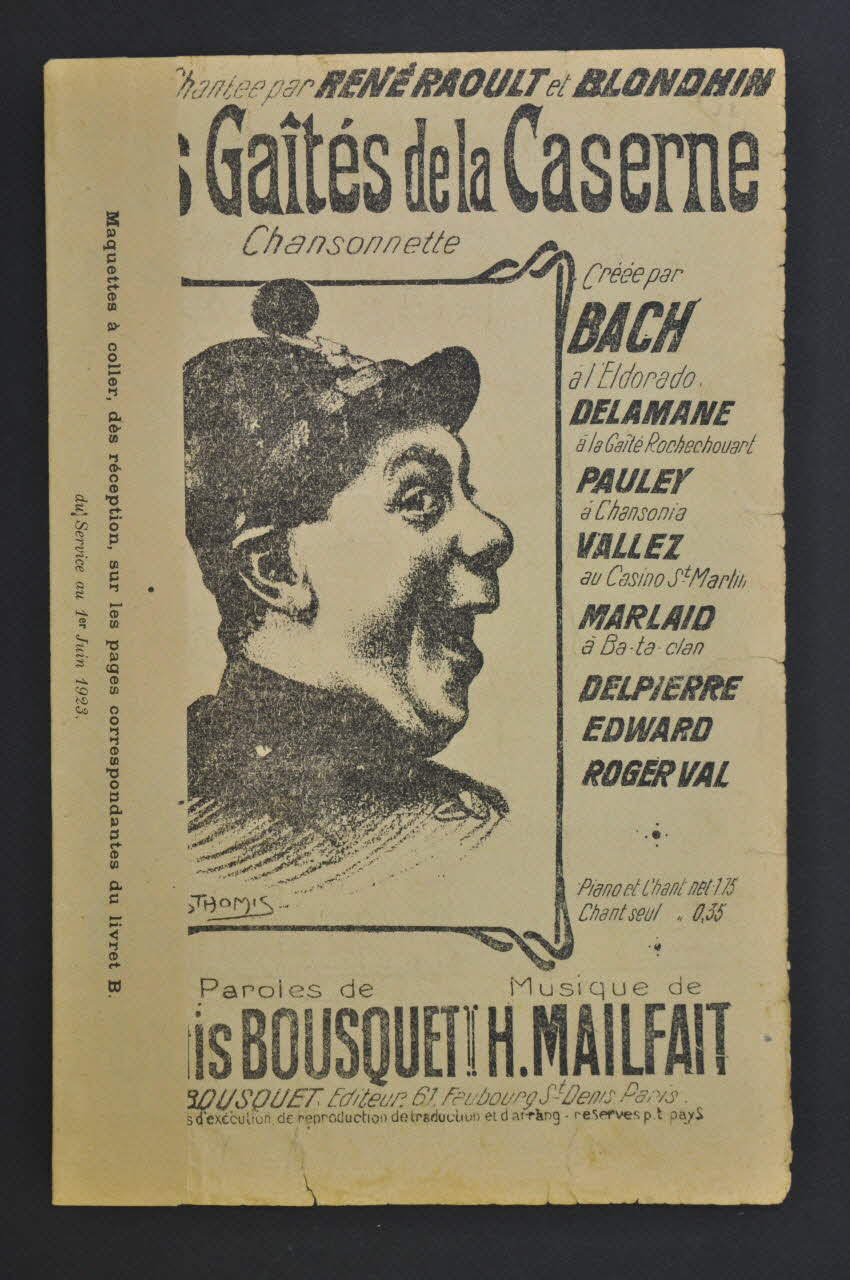 Chantée par RENÉ RAOULT et BLONDHIN
s Gaîtés de la Caserne
Chansonnette
Créée par
BACH
à l'Eldorado.
DELAMANE
à la Gaîté Rochechouart
PAULEY
à Chansonia
VALLEZ
au Casino St Martin
MARLAID
à Ba-ta-clan
DELPIERRE
EDWARD
ROGER VAL
Piano et Chant net 1.75
Chant seul " 0,35
THOMIS
Paroles de
Musique de
is BOUSQUET H. MAILFAIT
BOUSQUET, Editeur, 61, Faubourg St Denis Paris.
s d'exécution, de reproduction de traduction et d'arrang - reserves p.t pays
Maquettes à coller, dès réception, sur les pages correspondantes du livret B.
du Service au 1er Juin 1923.